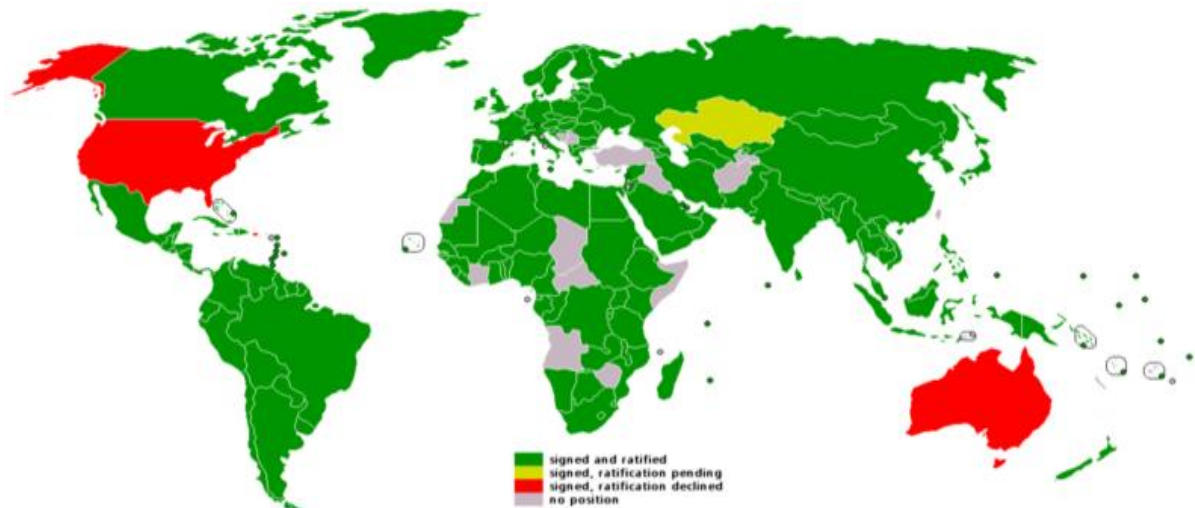 signed and ratified
signed, ratification pending
signed, ratification declined
no position